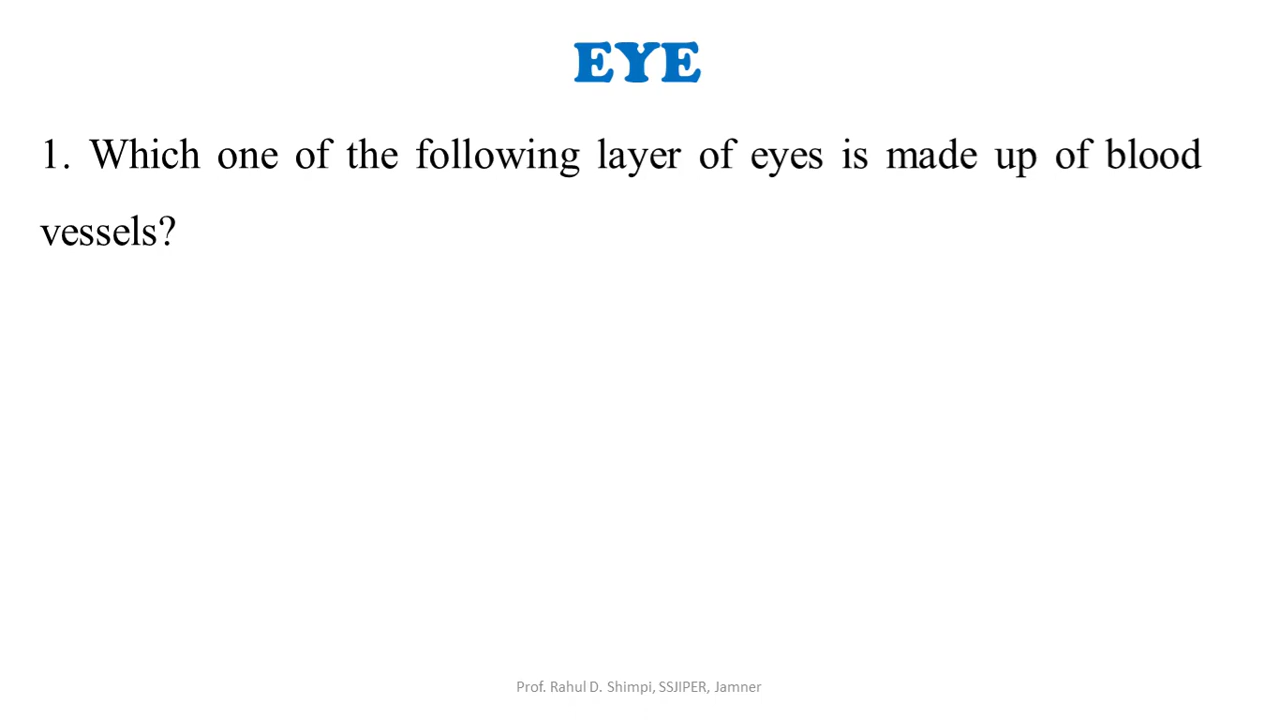 EYE
1. Which one of the following layer of eyes is made up of blood
vessels?
Prof. Rahul D. Shimpi, SSJIPER, Jamner